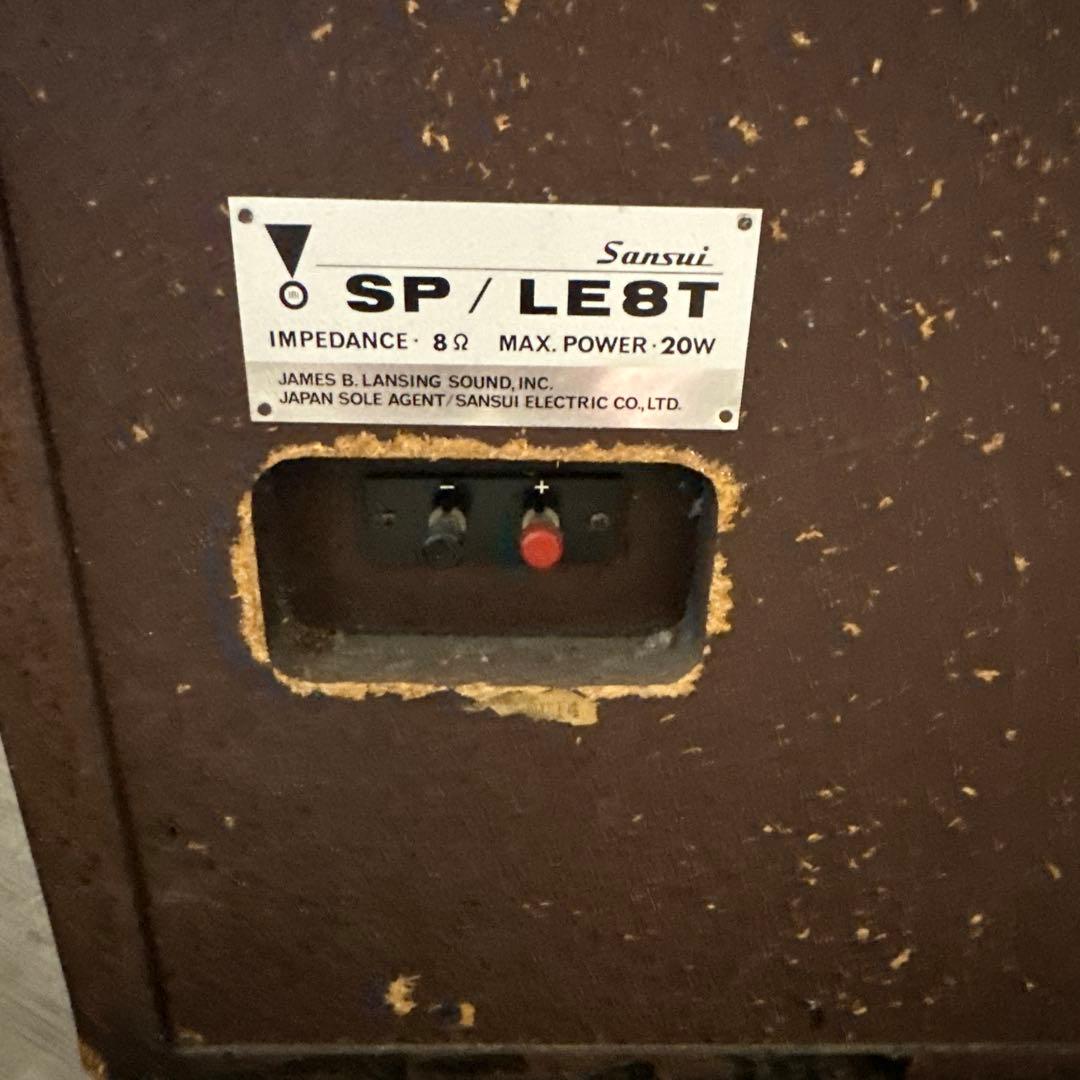 Sansui
SP / LE8T
IMPEDANCE · 8Ω MAX. POWER · 20W
JAMES B. LANSING SOUND, INC.
JAPAN SOLE AGENT/SANSUI ELECTRIC CO., LTD.
− +